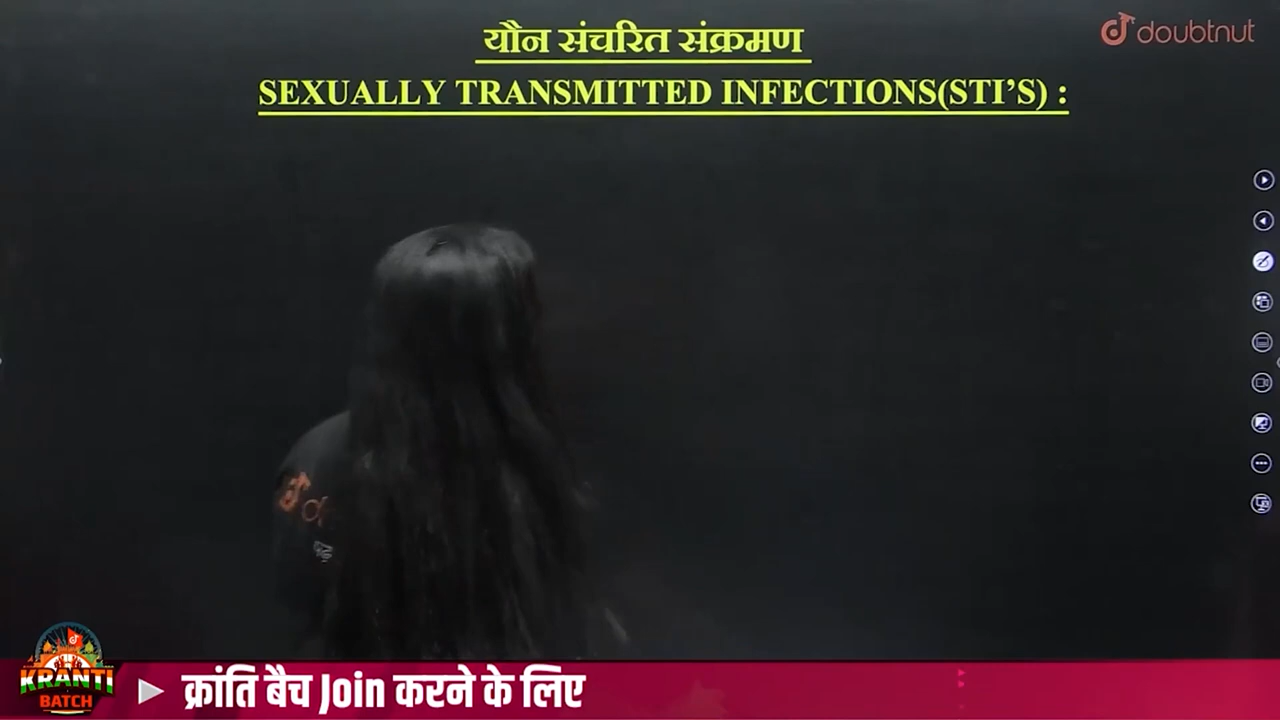 यौन संचरित संक्रमण
doubtnut
SEXUALLY TRANSMITTED INFECTIONS(STI'S) :
KRANTI
BATCH
क्रांति बैच Join करने के लिए